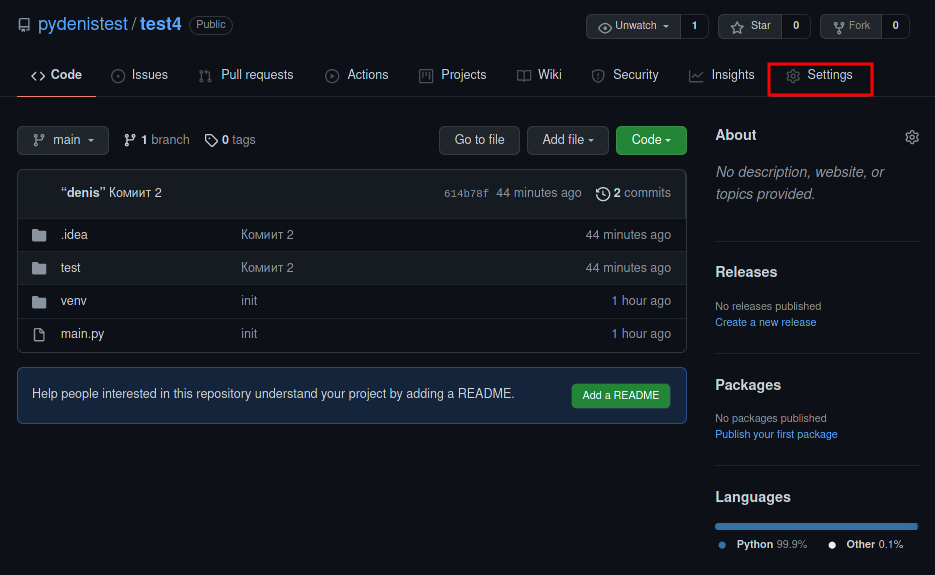 pydenistest / test4 Public
Unwatch 1 Star 0 Fork 0
Code Issues Pull requests Actions Projects Wiki Security Insights Settings
main 1 branch 0 tags Go to file Add file Code
“denis” Комиит 2 614b78f 44 minutes ago 2 commits
.idea Комиит 2 44 minutes ago
test Комиит 2 44 minutes ago
venv init 1 hour ago
main.py init 1 hour ago
Help people interested in this repository understand your project by adding a README. Add a README
About
No description, website, or
topics provided.
Releases
No releases published
Create a new release
Packages
No packages published
Publish your first package
Languages
Python 99.9% Other 0.1%